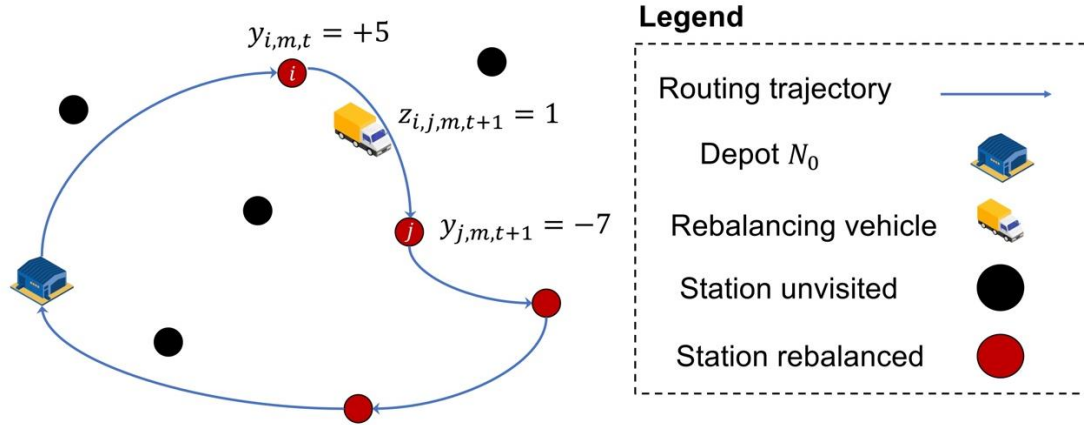 y_{i,m,t} = +5
i
z_{i,j,m,t+1} = 1
j
y_{j,m,t+1} = −7
Legend
Routing trajectory
Depot N_0
Rebalancing vehicle
Station unvisited
Station rebalanced